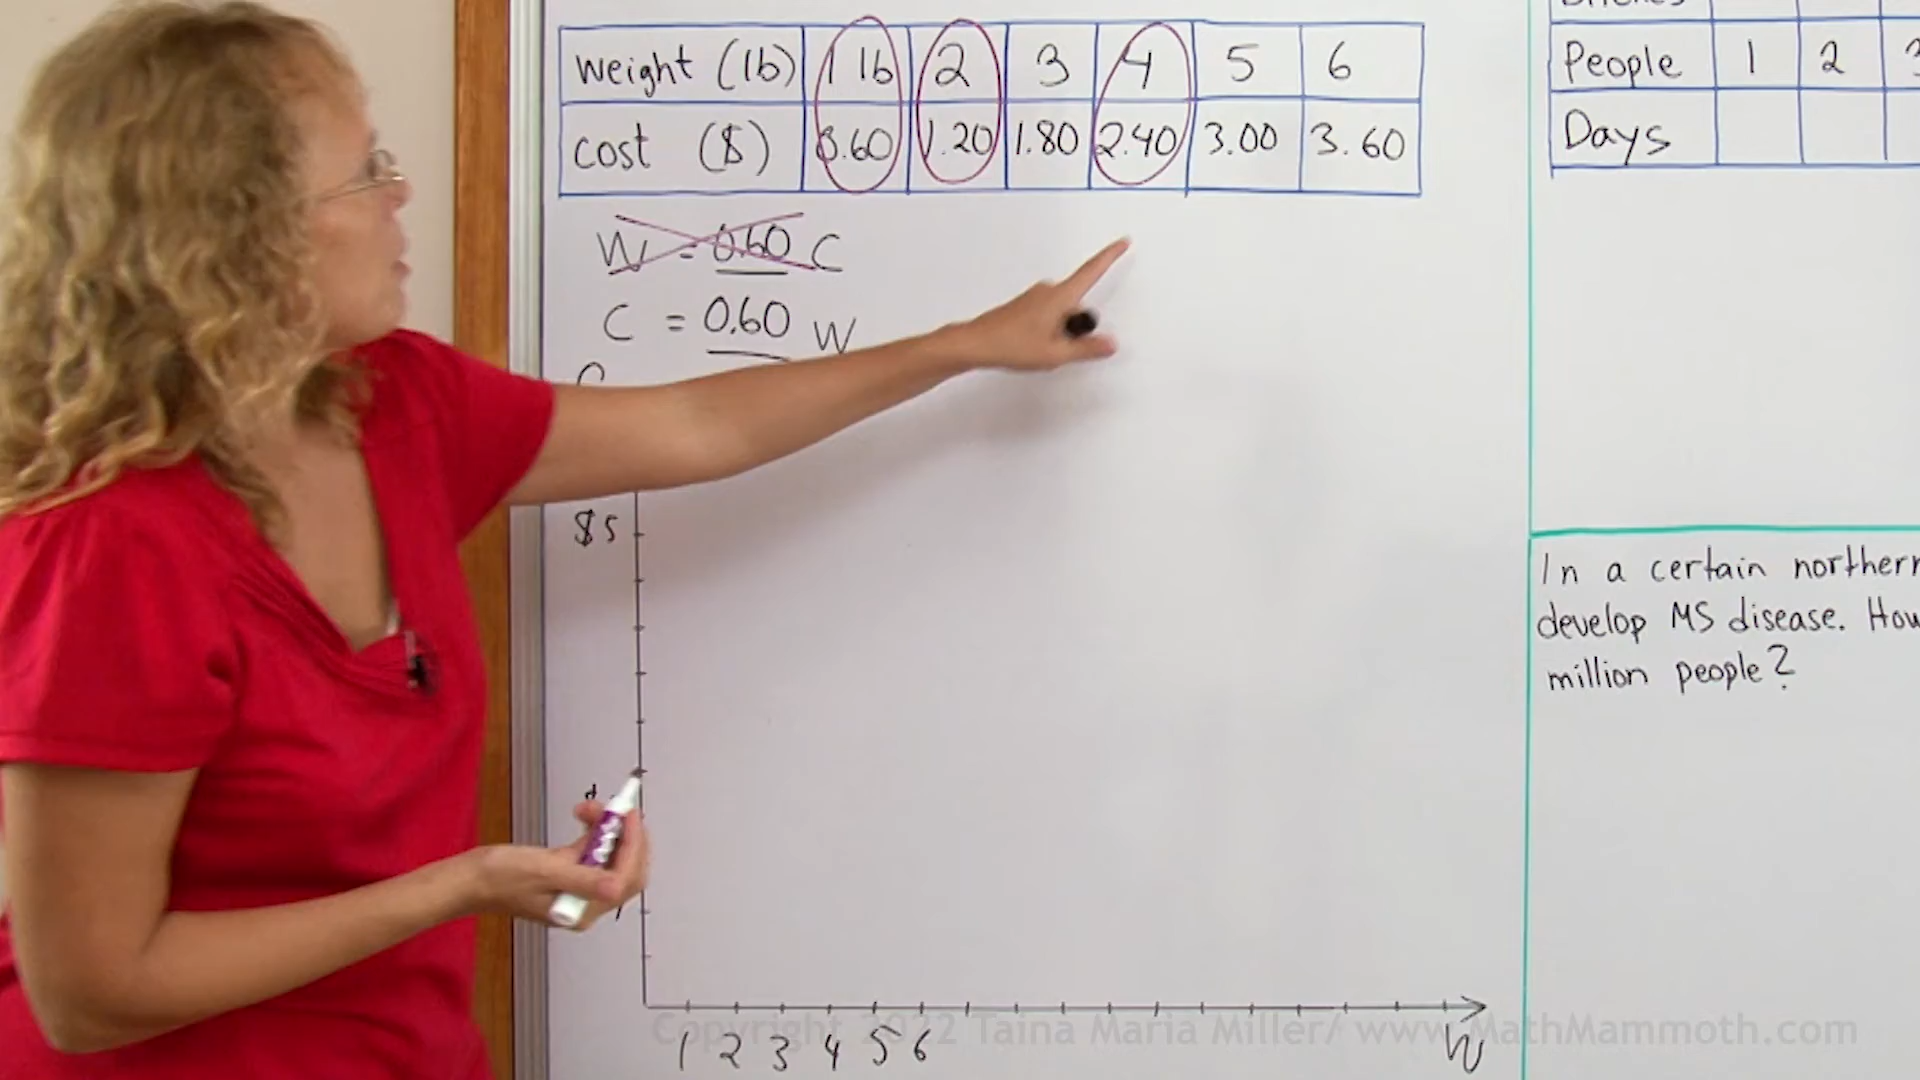 Weight (lb) 1 lb 2 3 4 5 6
cost ($) 0.60 1.20 1.80 2.40 3.00 3.60
W = 0.60 C
C = 0.60 W
C
$5
1 2 3 4 5 6
W
People 1 2 3
Days
In a certain northern
develop MS disease. How
million people?
Copyright 2022 Taina Maria Miller/ www.MathMammoth.com